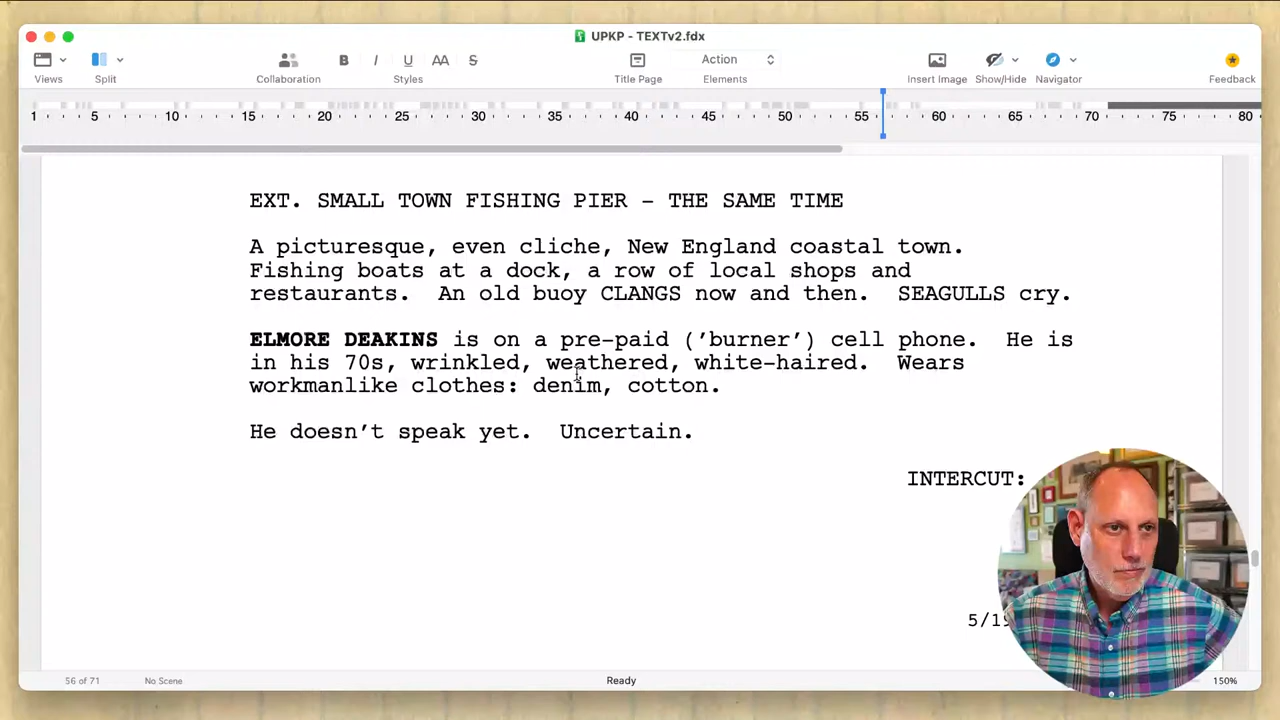 UPKP - TEXTv2.fdx
B I U AA S Action
Views Split Collaboration Styles Title Page Elements Insert Image Show/Hide Navigator Feedback
1 5 10 15 20 25 30 35 40 45 50 55 60 65 70 75 80
EXT. SMALL TOWN FISHING PIER – THE SAME TIME
A picturesque, even cliche, New England coastal town.
Fishing boats at a dock, a row of local shops and
restaurants.  An old buoy CLANGS now and then.  SEAGULLS cry.
ELMORE DEAKINS is on a pre-paid (’burner’) cell phone.  He is
in his 70s, wrinkled, weathered, white-haired.  Wears
workmanlike clothes: denim, cotton.
He doesn’t speak yet.  Uncertain.
INTERCUT:
56 of 71 No Scene Ready 150%